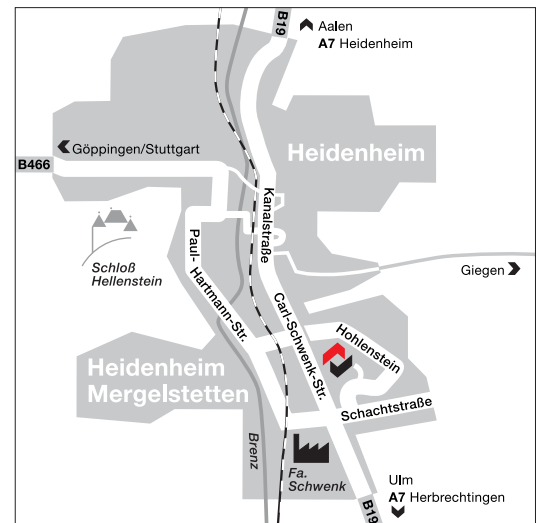 B19
Aalen
A7 Heidenheim
Göppingen/Stuttgart
B466
Heidenheim
Kanalstraße
Schloß
Hellenstein
Paul-Hartmann-Str.
Giegen
Carl-Schwenk-Str.
Hohlenstein
Heidenheim
Mergelstetten
Schachtstraße
Brenz
Fa.
Schwenk
Ulm
A7 Herbrechtingen
B19